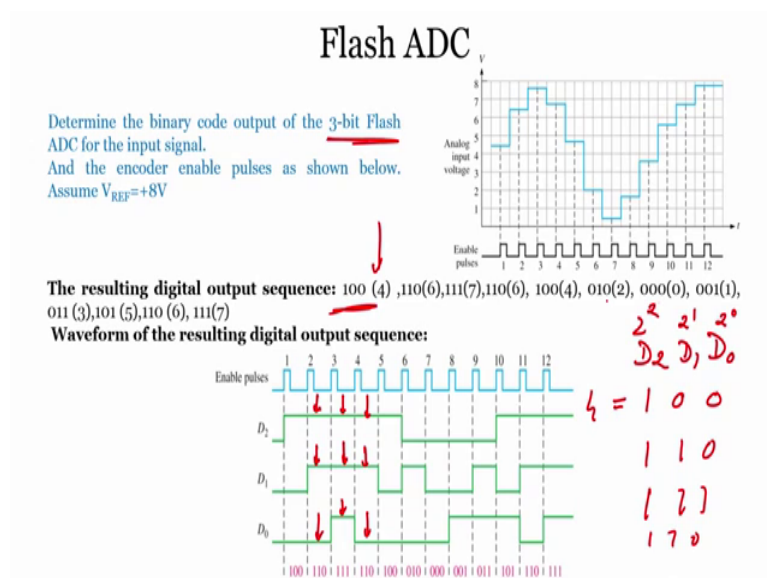 Flash ADC
Determine the binary code output of the 3-bit Flash
ADC for the input signal.
And the encoder enable pulses as shown below.
Assume VREF=+8V
V
8
7
6
5
4
3
2
1
Analog
input
voltage
t
Enable
pulses
1 2 3 4 5 6 7 8 9 10 11 12
The resulting digital output sequence: 100 (4) ,110(6),111(7),110(6), 100(4), 010(2), 000(0), 001(1),
011 (3),101 (5),110 (6), 111(7)
Waveform of the resulting digital output sequence:
2² 2¹ 2⁰
D2 D1 D0
1 2 3 4 5 6 7 8 9 10 11 12
Enable pulses
D2
4 = 1 0 0
D1
1 1 0
D0
1 1 0
100 110 111 110 100 010 000 001 011 101 110 111